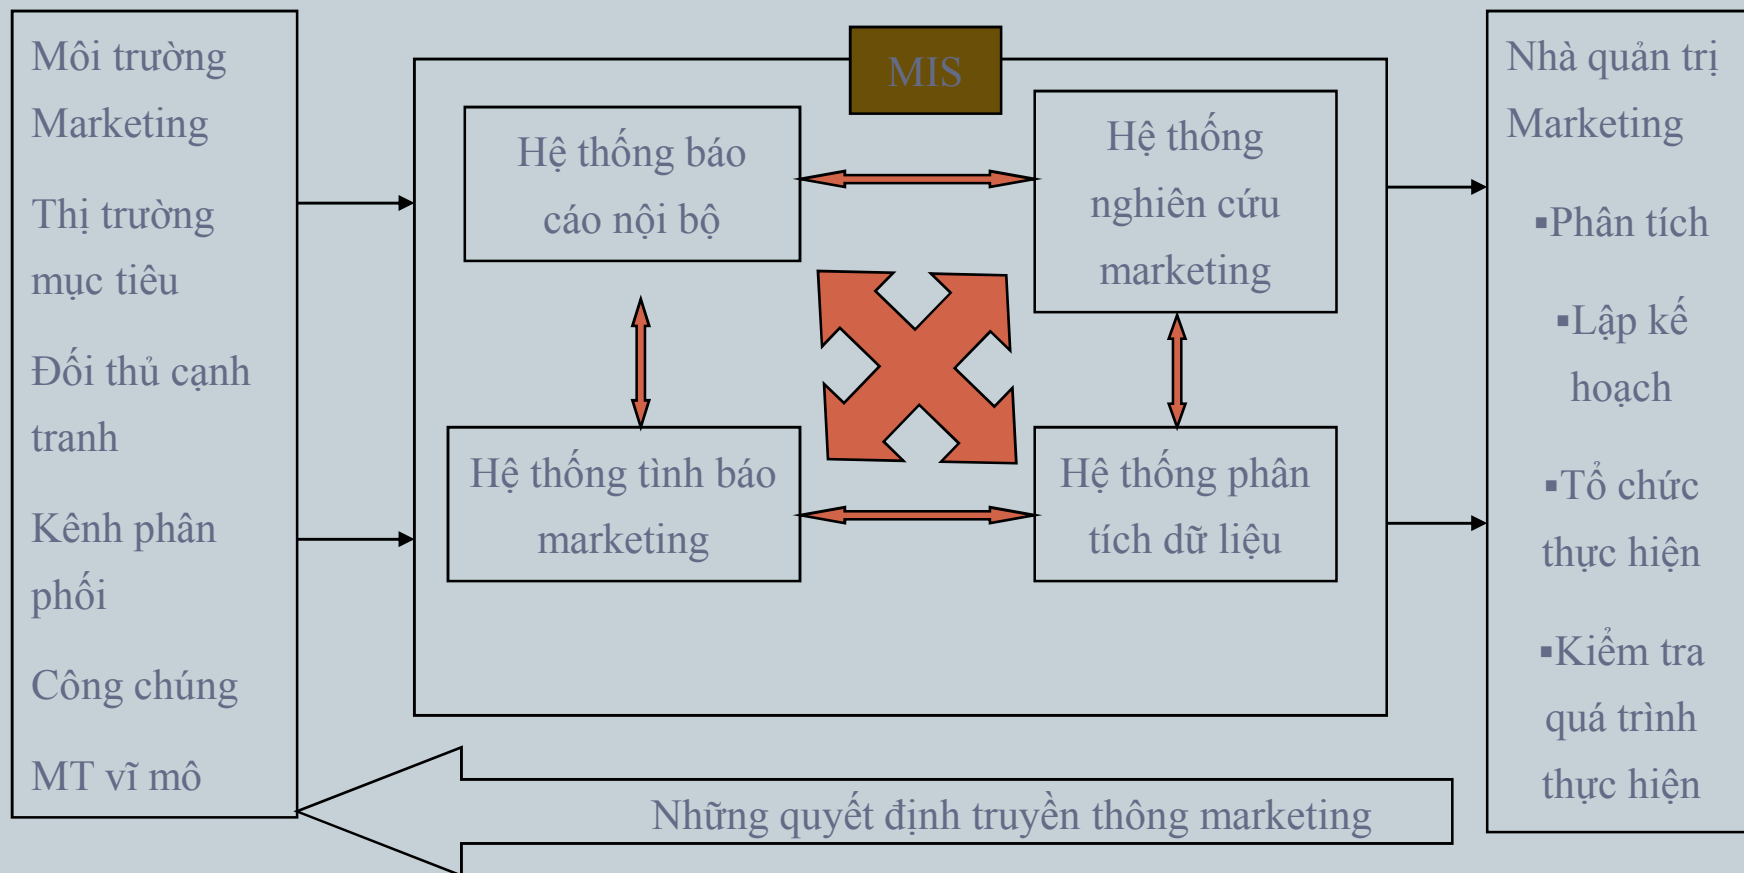 Môi trường
Marketing
Thị trường
mục tiêu
Đối thủ cạnh
tranh
Kênh phân
phối
Công chúng
MT vĩ mô
MIS
Hệ thống báo
cáo nội bộ
Hệ thống
nghiên cứu
marketing
Hệ thống tình báo
marketing
Hệ thống phân
tích dữ liệu
Nhà quản trị
Marketing
▪Phân tích
▪Lập kế
hoạch
▪Tổ chức
thực hiện
▪Kiểm tra
quá trình
thực hiện
Những quyết định truyền thông marketing